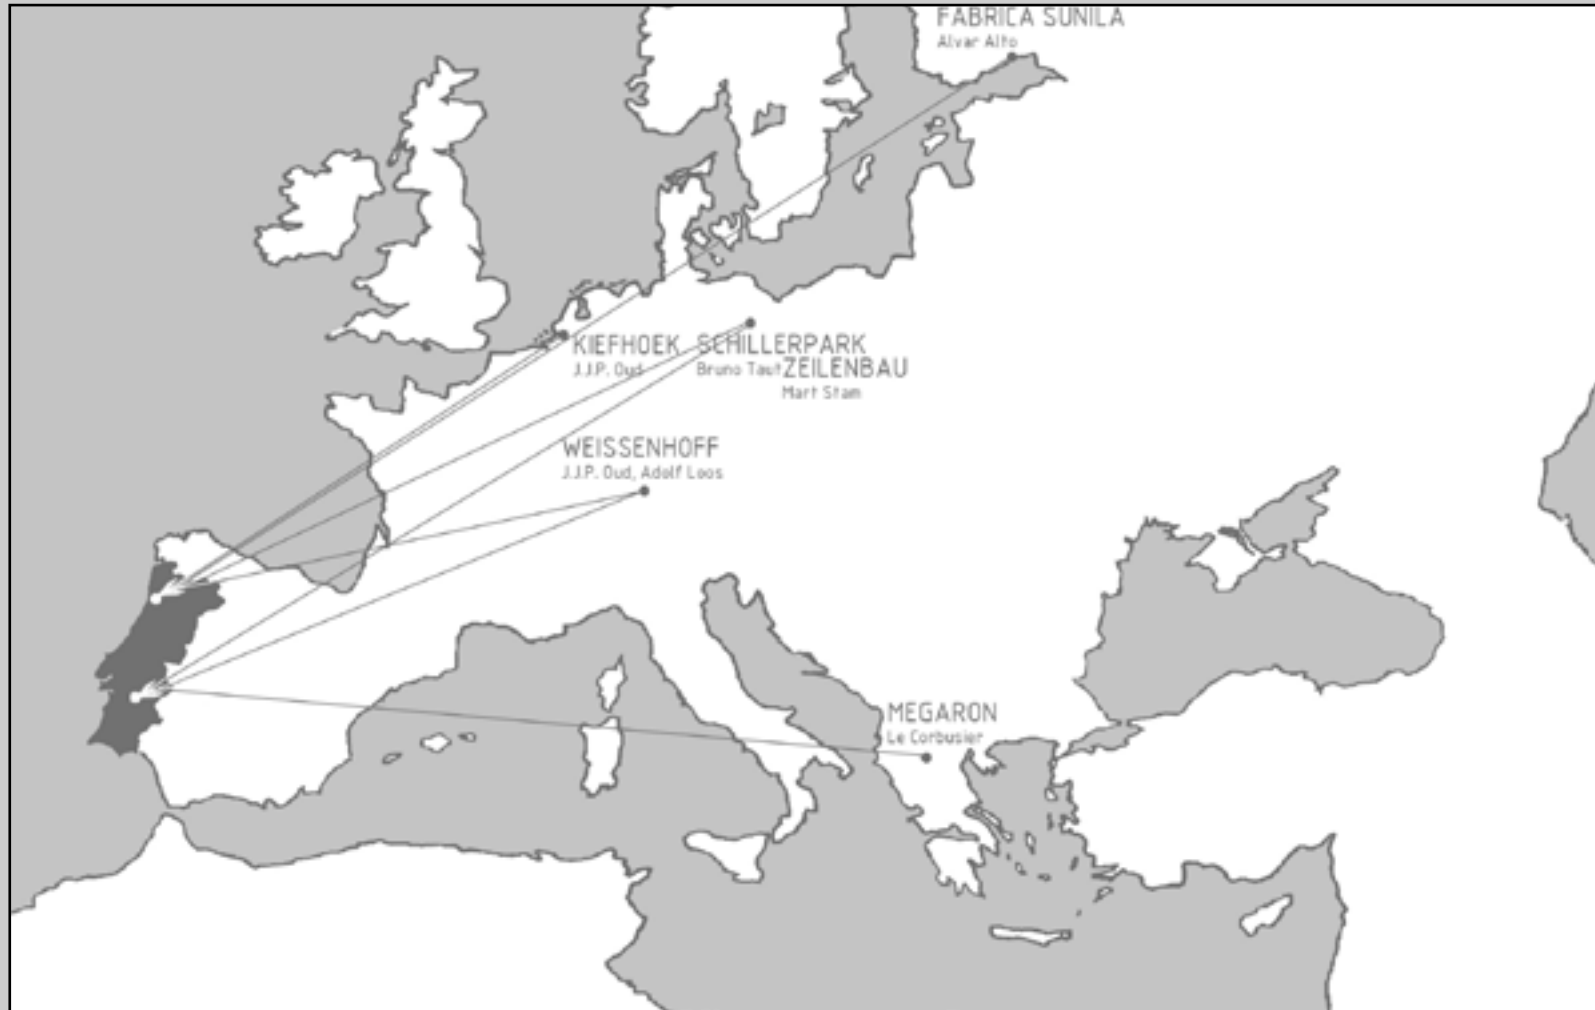 FABRICA SUNILA
Alvar Alto
KIEFHOEK
J.J.P. Oud
SCHILLERPARK
Bruno Taut
ZEILENBAU
Mart Stam
WEISSENHOFF
J.J.P. Oud, Adolf Loos
MEGARON
Le Corbusier